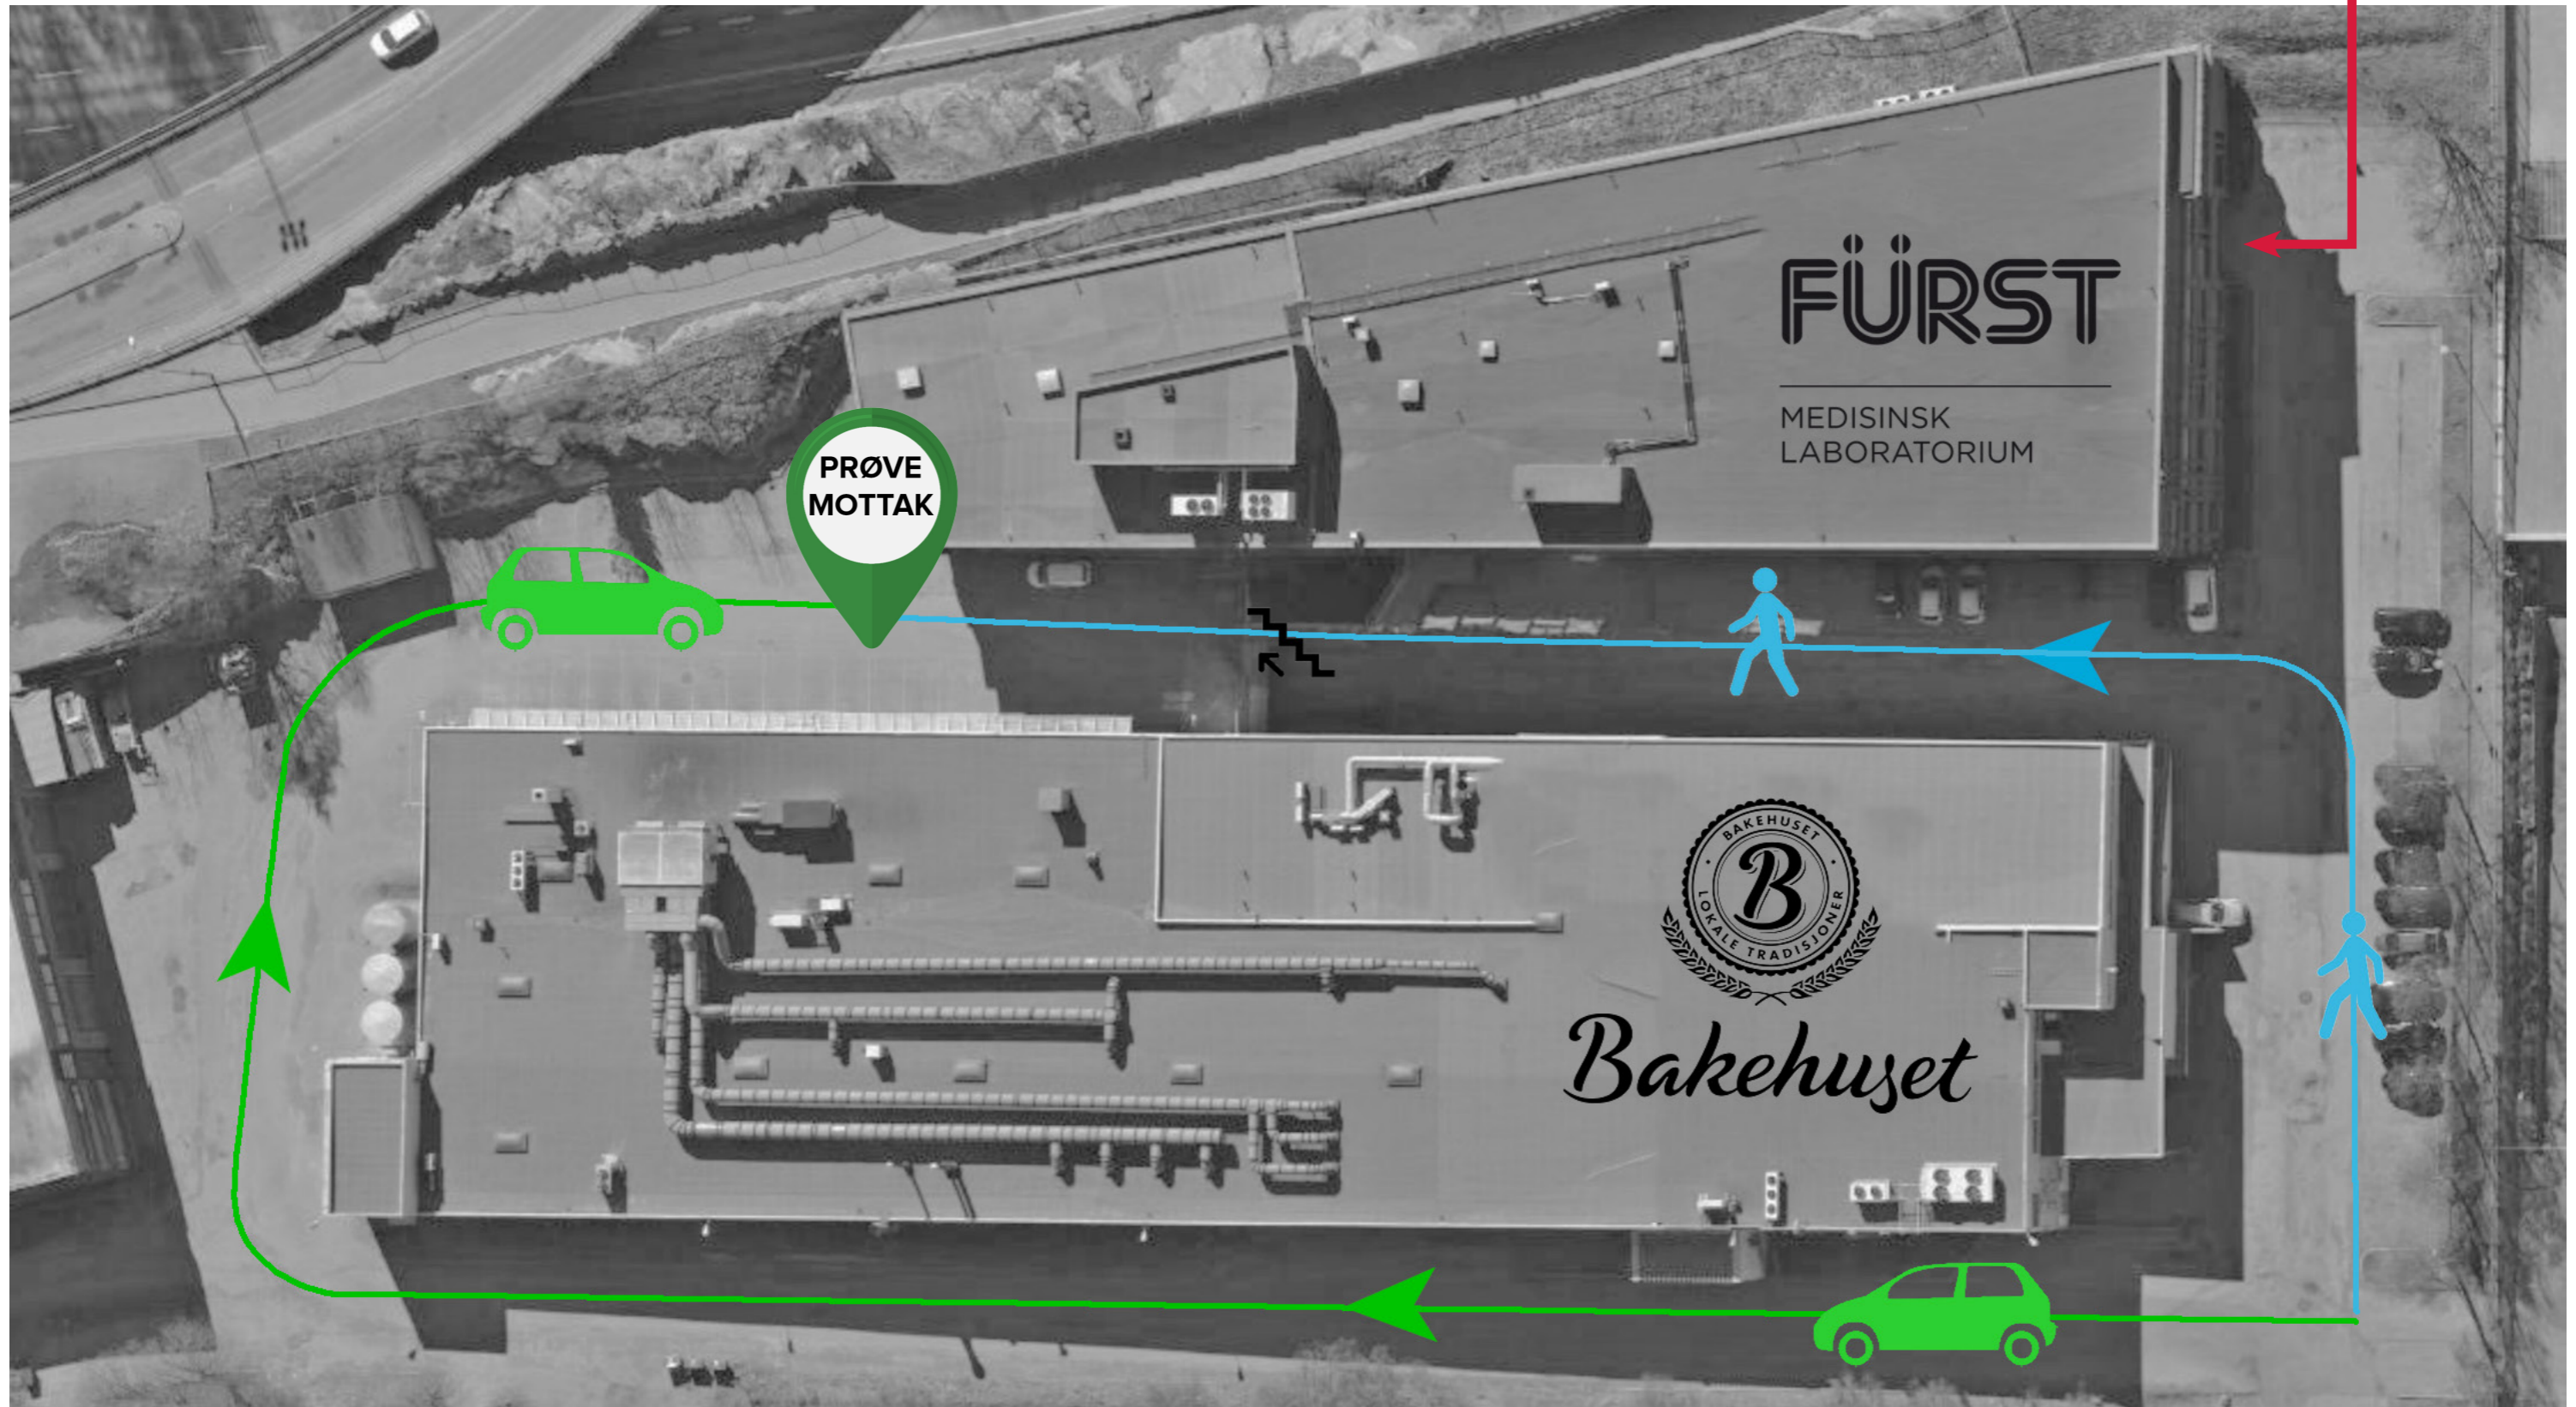 FÜRST
MEDISINSK
LABORATORIUM
PRØVE
MOTTAK
BAKEHUSET
B
LOKALE TRADISJONER
Bakehuset